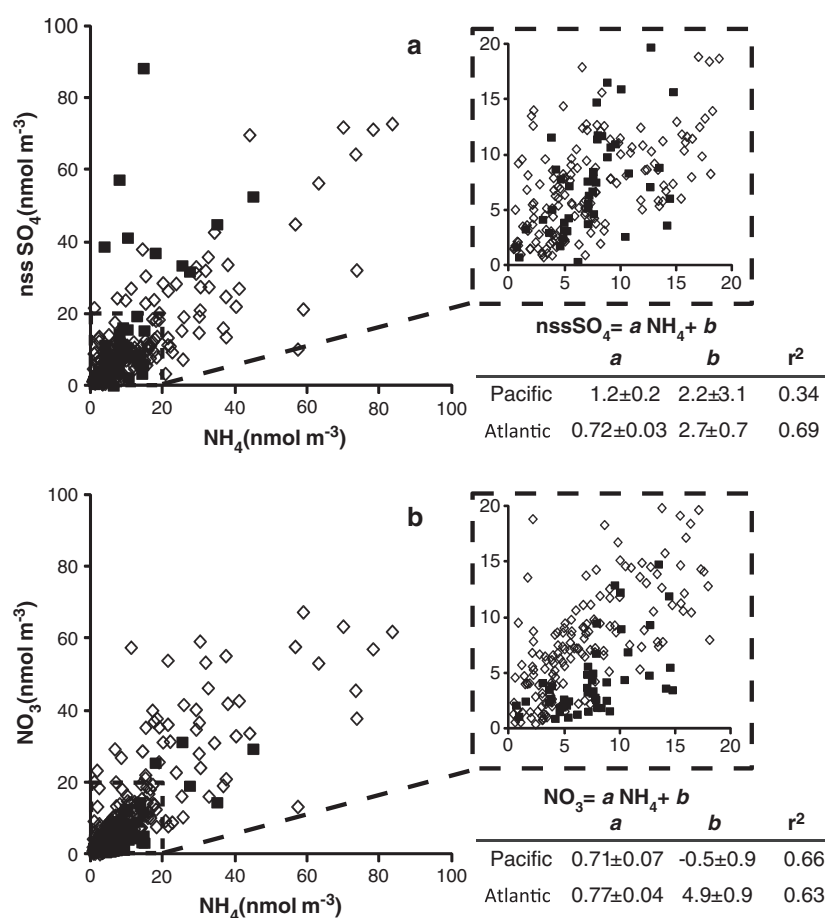 a
nss SO4(nmol m-3)
100
80
60
40
20
0
0 20 40 60 80 100
NH4(nmol m-3)
20
15
10
5
0
0 5 10 15 20
nssSO4= a NH4+ b
a b r2
Pacific 1.2±0.2 2.2±3.1 0.34
Atlantic 0.72±0.03 2.7±0.7 0.69
b
NO3(nmol m-3)
100
80
60
40
20
0
0 20 40 60 80 100
NH4(nmol m-3)
20
15
10
5
0
0 5 10 15 20
NO3= a NH4+ b
a b r2
Pacific 0.71±0.07 -0.5±0.9 0.66
Atlantic 0.77±0.04 4.9±0.9 0.63